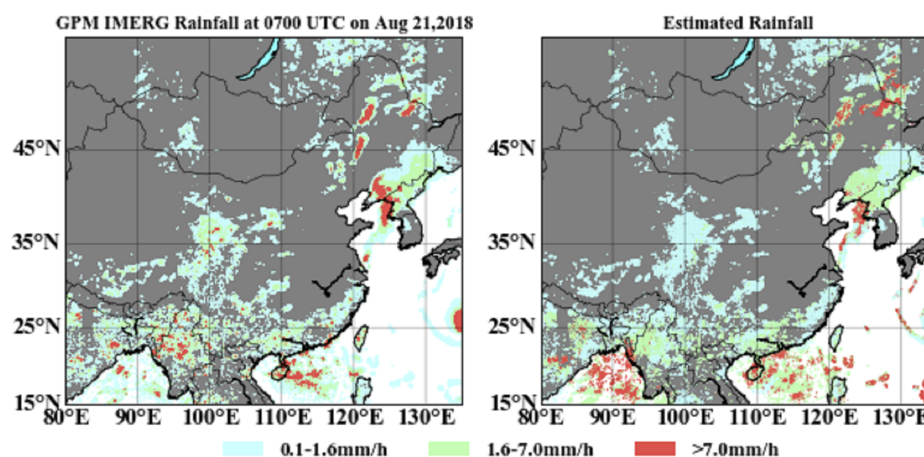 GPM IMERG Rainfall at 0700 UTC on Aug 21,2018
Estimated Rainfall
45°N
45°N
35°N
35°N
25°N
25°N
15°N
15°N
80°E 90°E 100°E 110°E 120°E 130°E
80°E 90°E 100°E 110°E 120°E 130°E
0.1-1.6mm/h 1.6-7.0mm/h >7.0mm/h